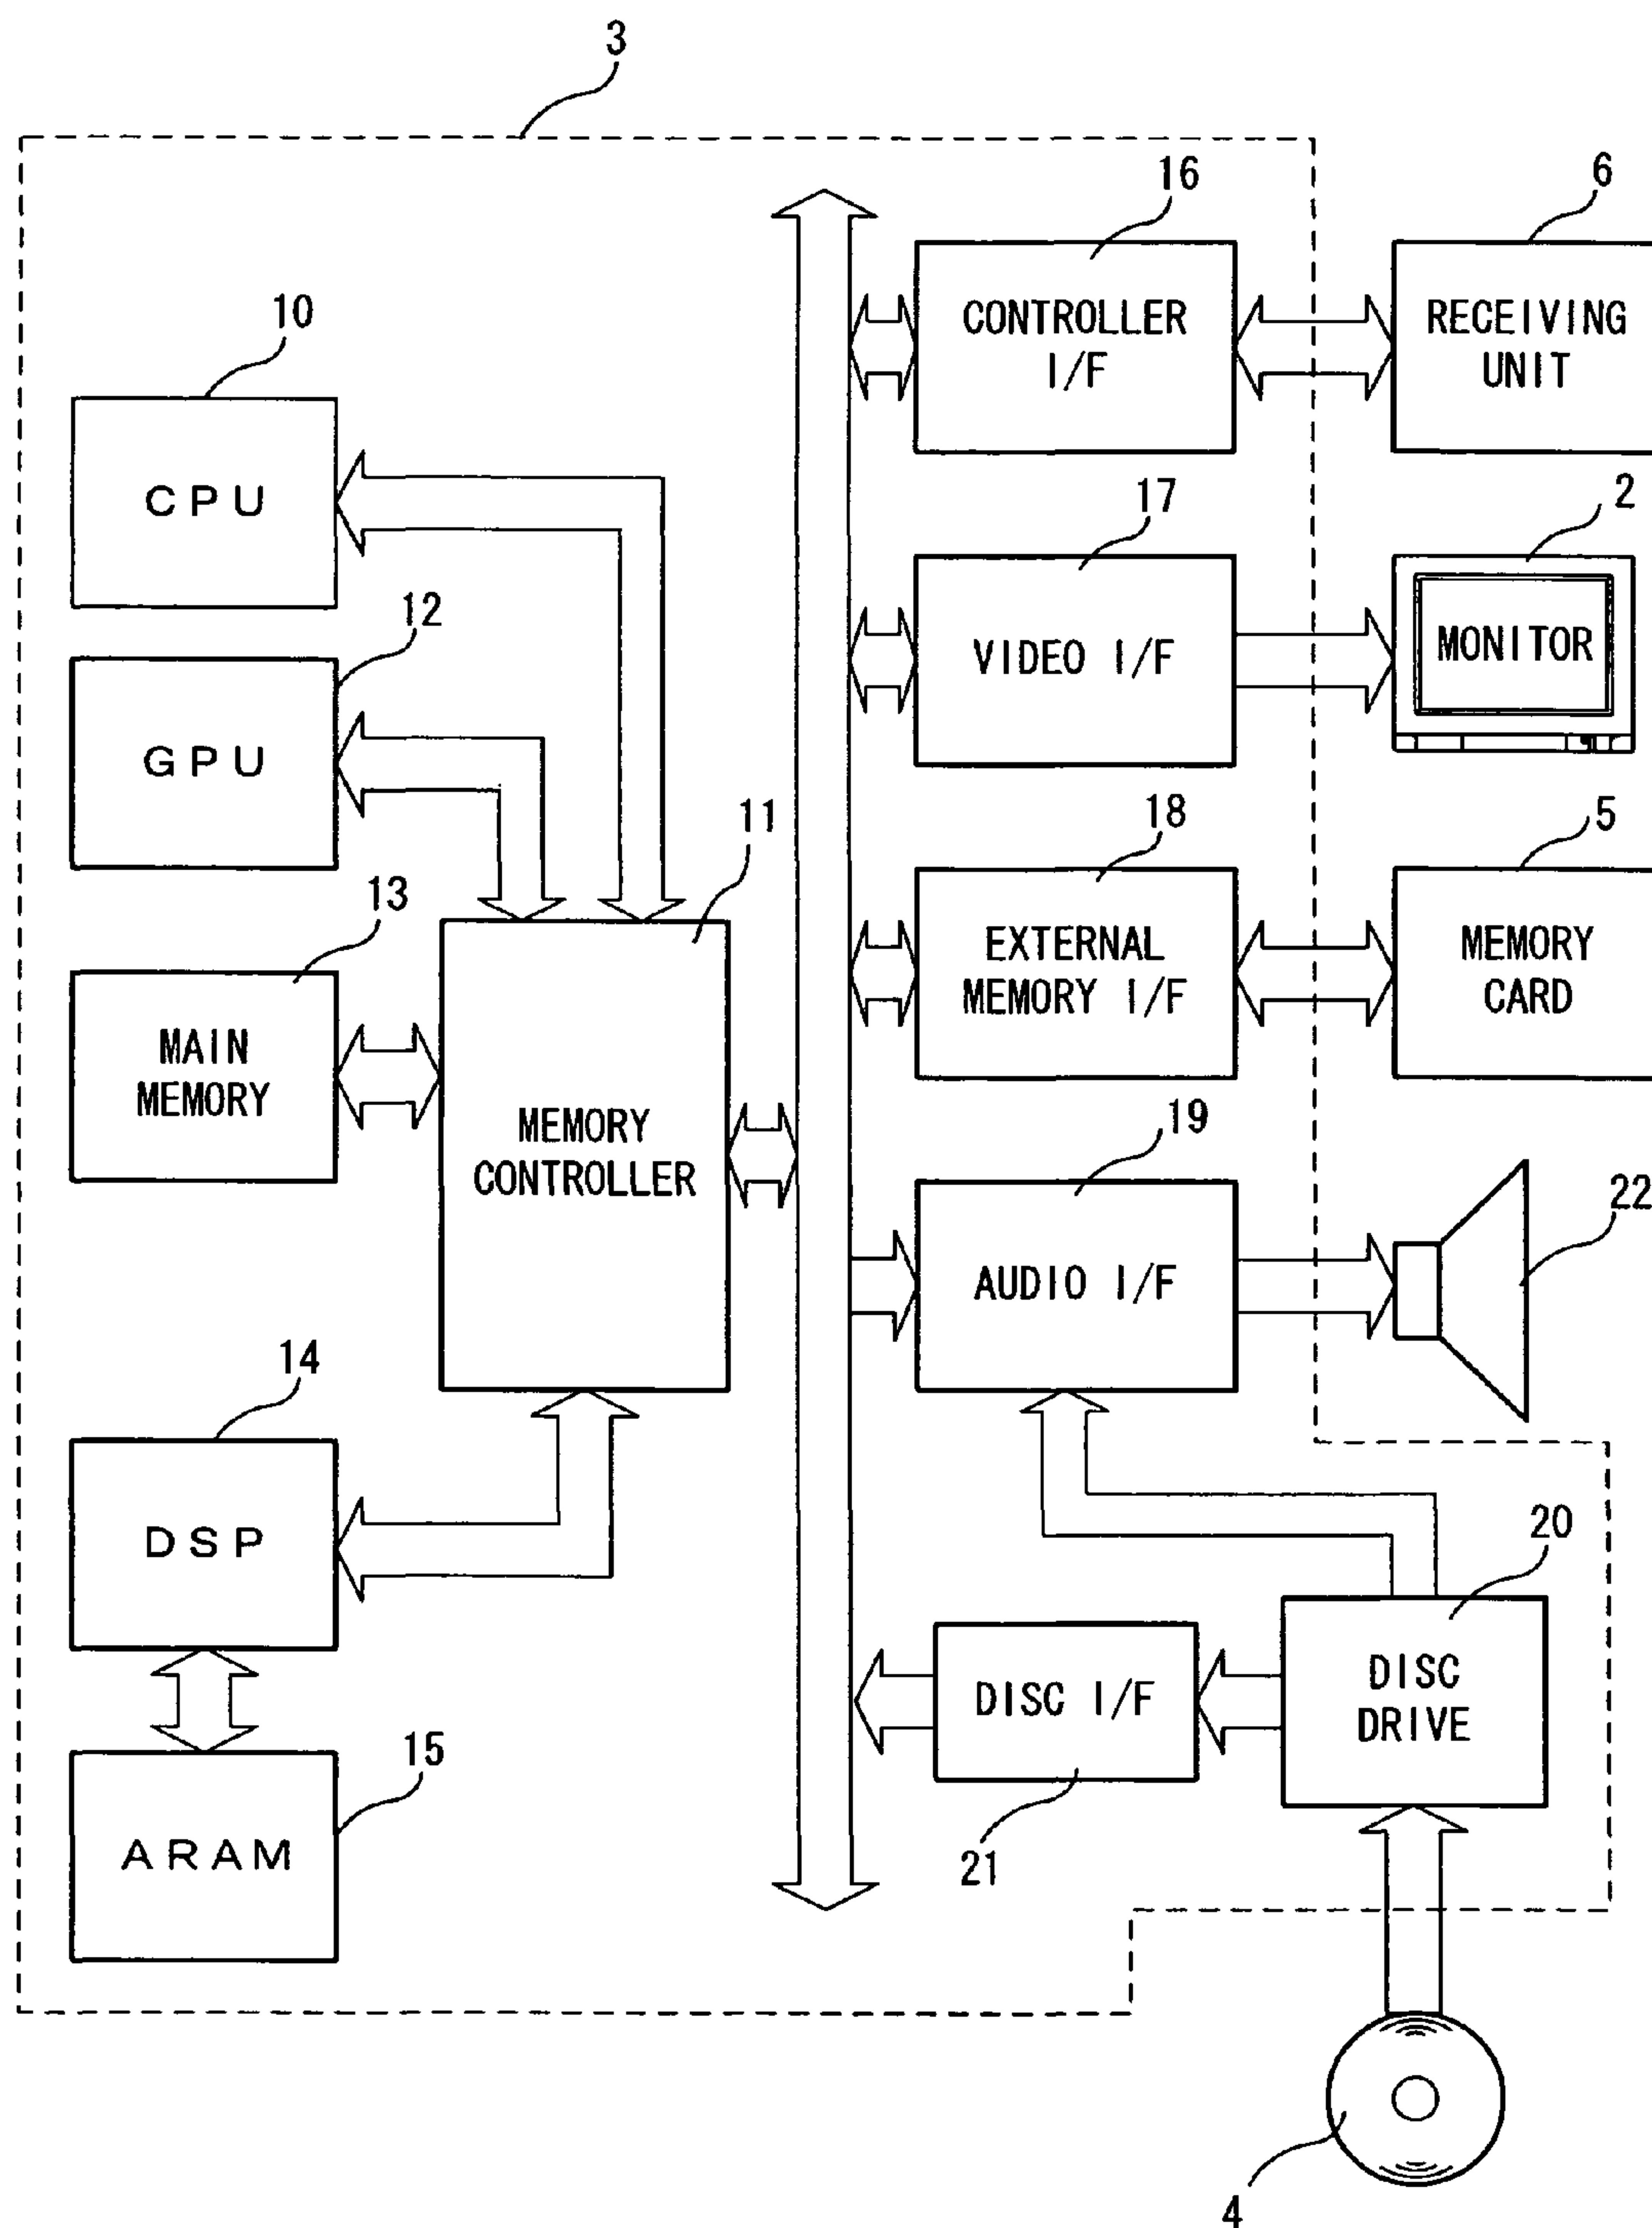 3
16
6
CONTROLLER
I/F
RECEIVING
UNIT
10
CPU
17
2
VIDEO I/F
MONITOR
12
GPU
11
18
5
EXTERNAL
MEMORY I/F
MEMORY
CARD
13
MAIN
MEMORY
MEMORY
CONTROLLER
19
22
AUDIO I/F
14
DSP
20
DISC
DRIVE
DISC I/F
21
15
ARAM
4